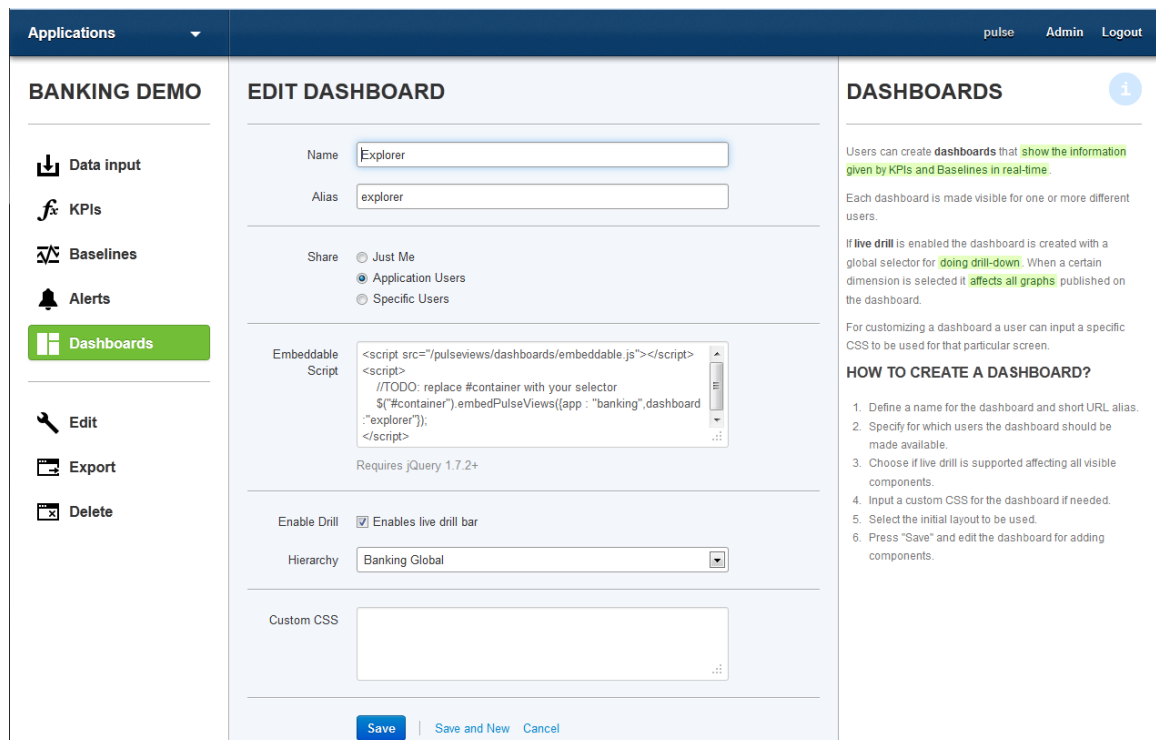 Applications
pulse Admin Logout
BANKING DEMO
Data input
KPIs
Baselines
Alerts
Dashboards
Edit
Export
Delete
EDIT DASHBOARD
Name Explorer
Alias explorer
Share Just Me
Application Users
Specific Users
Embeddable Script
<script src="/pulseviews/dashboards/embeddable.js"></script>
<script>
//TODO: replace #container with your selector
$("#container").embedPulseViews({app : "banking",dashboard
:"explorer"});
</script>
Requires jQuery 1.7.2+
Enable Drill Enables live drill bar
Hierarchy Banking Global
Custom CSS
Save Save and New Cancel
DASHBOARDS
i
Users can create dashboards that show the information
given by KPIs and Baselines in real-time.
Each dashboard is made visible for one or more different
users.
If live drill is enabled the dashboard is created with a
global selector for doing drill-down. When a certain
dimension is selected it affects all graphs published on
the dashboard.
For customizing a dashboard a user can input a specific
CSS to be used for that particular screen.
HOW TO CREATE A DASHBOARD?
1. Define a name for the dashboard and short URL alias.
2. Specify for which users the dashboard should be
made available.
3. Choose if live drill is supported affecting all visible
components.
4. Input a custom CSS for the dashboard if needed.
5. Select the initial layout to be used.
6. Press "Save" and edit the dashboard for adding
components.